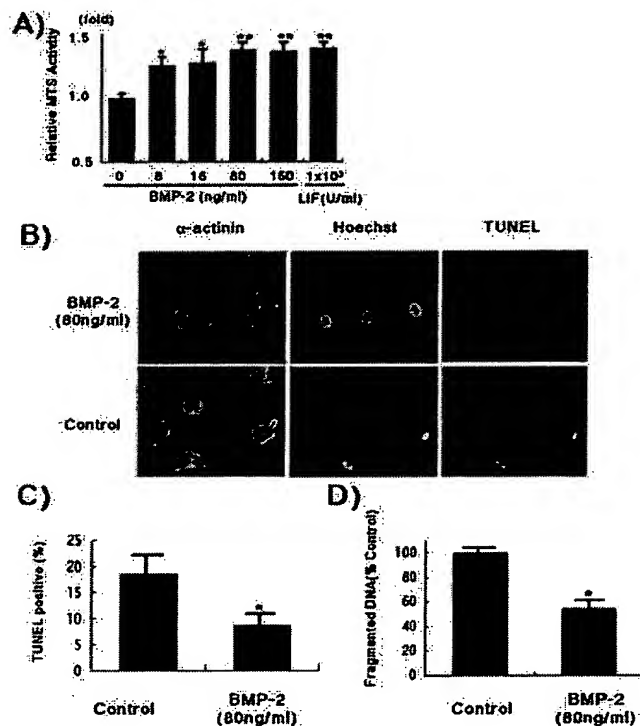 A)
(fold)
Relative MTS Activity
1.5
1.0
0.5
* * ** ** **
0 8 16 80 160 1x10³
BMP-2 (ng/ml) LIF(U/ml)
B)
α-actinin Hoechst TUNEL
BMP-2
(80ng/ml)
Control
C)
TUNEL positive (%)
25
20
15
10
5
0
*
Control BMP-2
(80ng/ml)
D)
Fragmented DNA(% Control)
100
80
60
40
20
0
*
Control BMP-2
(80ng/ml)